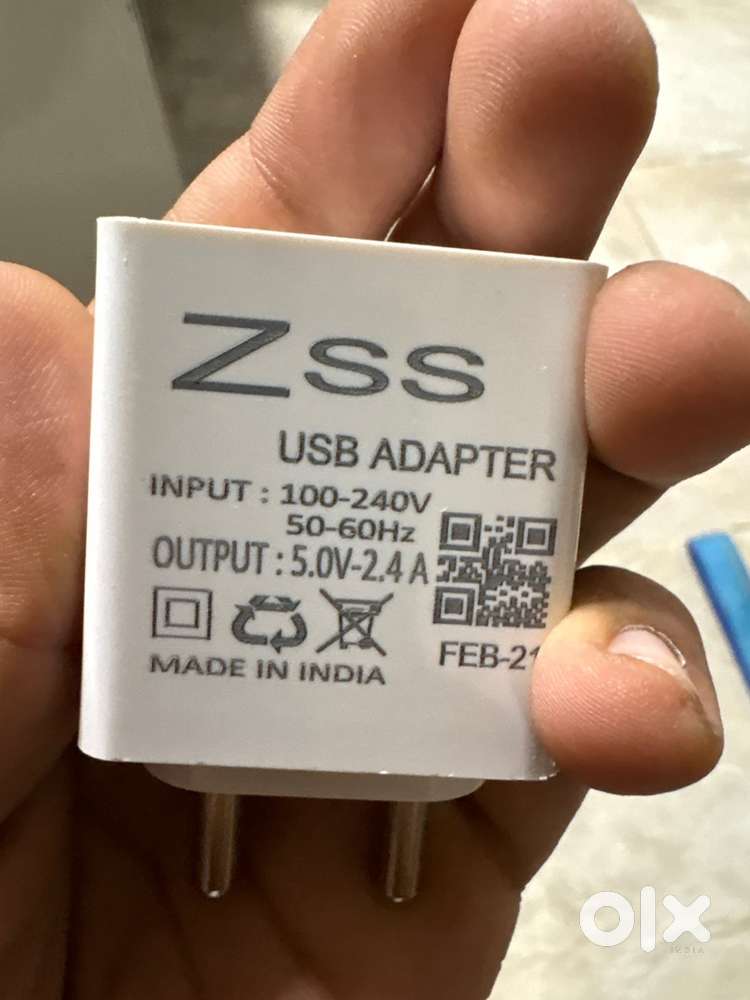 Zss
USB ADAPTER
INPUT : 100-240V
50-60Hz
OUTPUT : 5.0V-2.4 A
MADE IN INDIA
FEB-21
olx
INDIA